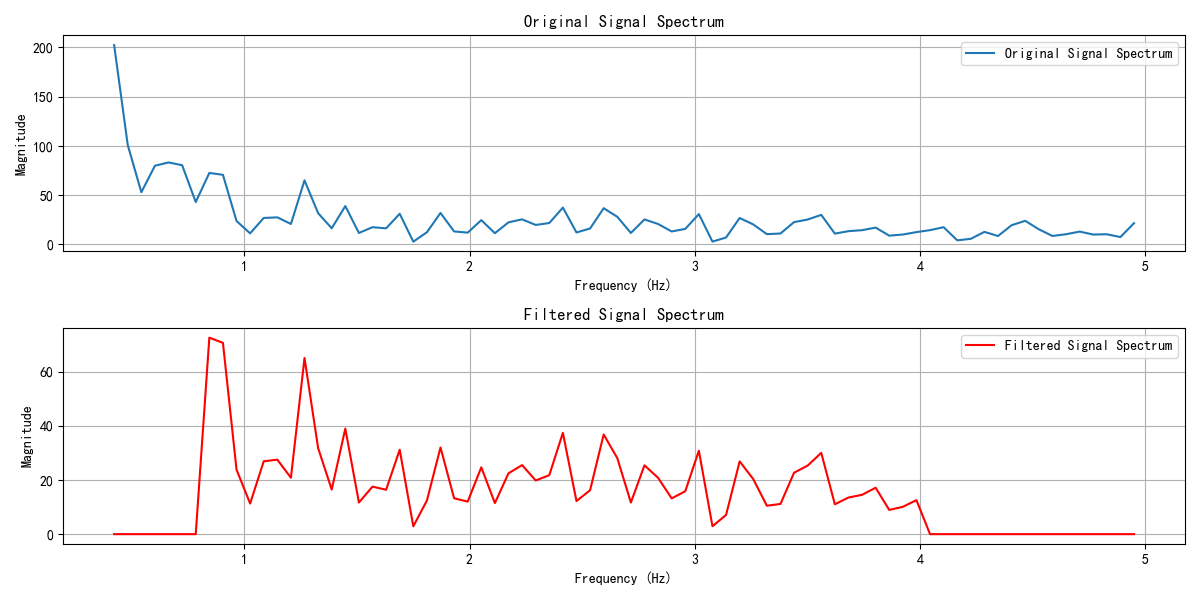 Original Signal Spectrum
200
150
100
50
0
Magnitude
Original Signal Spectrum
1 2 3 4 5
Frequency (Hz)
Filtered Signal Spectrum
60
40
20
0
Magnitude
Filtered Signal Spectrum
1 2 3 4 5
Frequency (Hz)